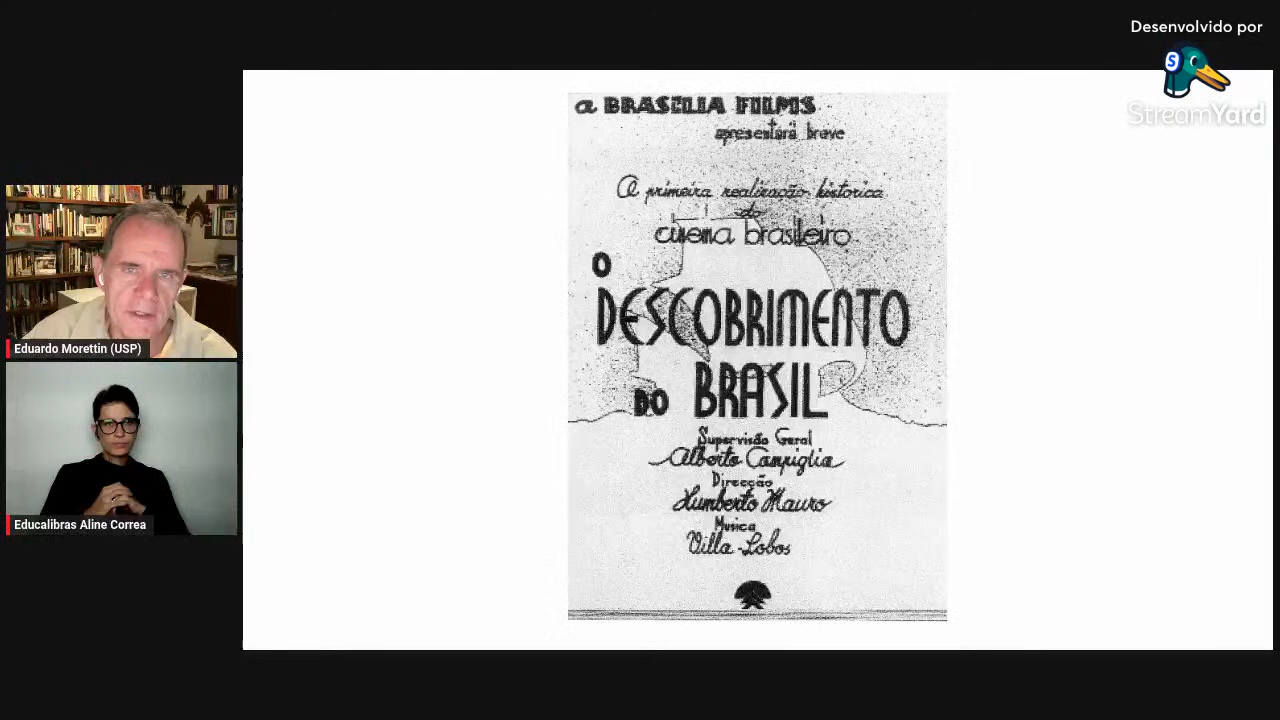 Desenvolvido por
S
StreamYard
a BRASILIA FILMS
apresentará breve
A primeira realização historica
do
cinema brasileiro
O
DESCOBRIMENTO
DO BRASIL
Supervisão Geral
Alberto Campiglia
Direcção
Humberto Mauro
Musica
Villa-Lobos
Eduardo Morettin (USP)
Educalibras Aline Correa